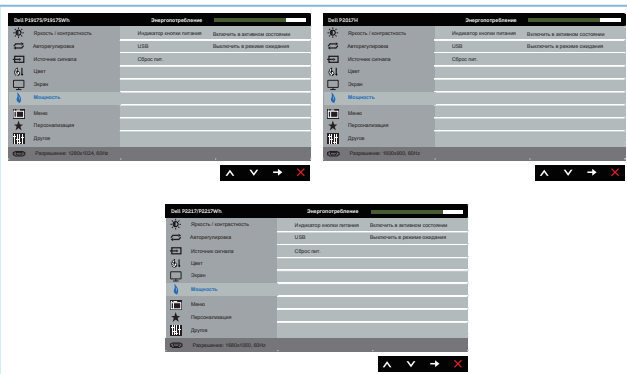 Dell P1917S/P1917SWh Энергопотребление
Яркость / контрастность Индикатор кнопки питания Включить в активном состоянии
Авторегулировка USB Выключить в режиме ожидания
Источник сигнала Сброс пит.
Цвет
Экран
Мощность
Меню
Персонализация
Другое
Разрешение: 1280x1024, 60Hz
Dell P2017H Энергопотребление
Яркость / контрастность Индикатор кнопки питания Включить в активном состоянии
Авторегулировка USB Выключить в режиме ожидания
Источник сигнала Сброс пит.
Цвет
Экран
Мощность
Меню
Персонализация
Другое
Разрешение: 1600x900, 60Hz
Dell P2217/P2217Wh Энергопотребление
Яркость / контрастность Индикатор кнопки питания Включить в активном состоянии
Авторегулировка USB Выключить в режиме ожидания
Источник сигнала Сброс пит.
Цвет
Экран
Мощность
Меню
Персонализация
Другое
Разрешение: 1680x1050, 60Hz